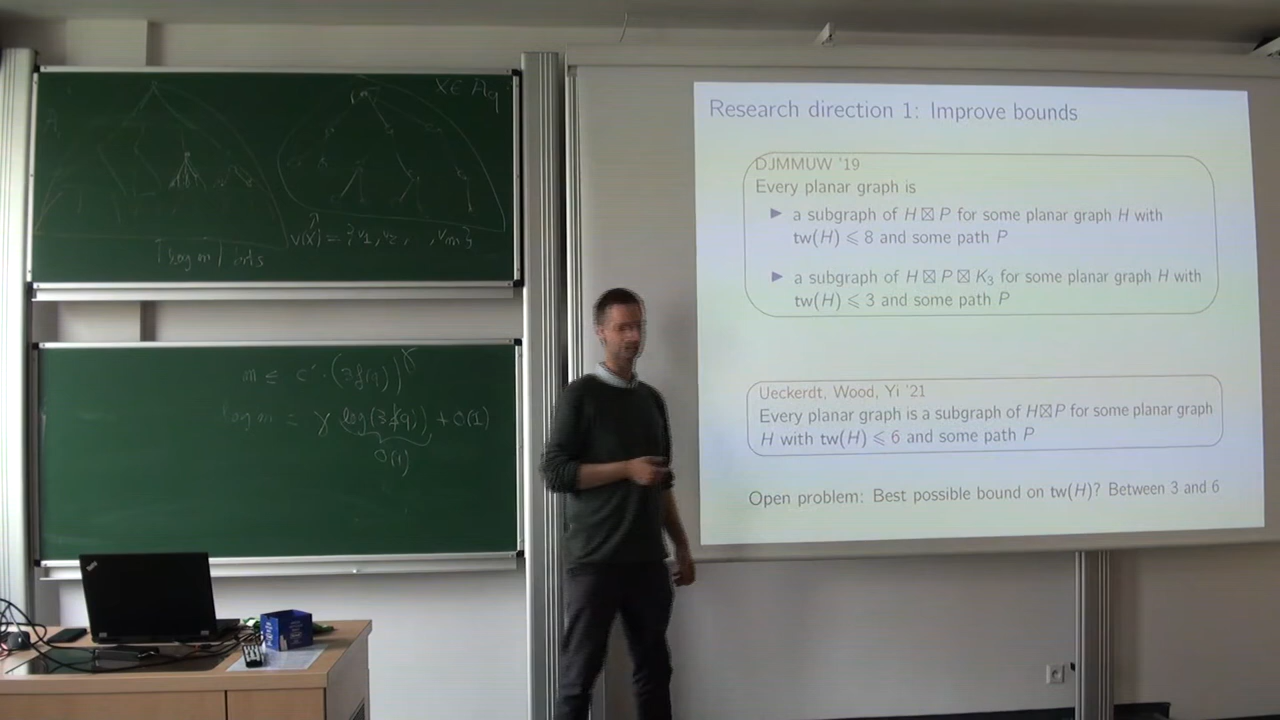 x ∈ Aq
v(x) = {v₁, v₂, , vₘ}
m ≤ c'·(3f(q))^γ
log m = γ log(3f(q)) + O(1)
O(1)
Research direction 1: Improve bounds
DJMMUW '19
Every planar graph is
▶ a subgraph of H ⊠ P for some planar graph H with
tw(H) ⩽ 8 and some path P
▶ a subgraph of H ⊠ P ⊠ K₃ for some planar graph H with
tw(H) ⩽ 3 and some path P
Ueckerdt, Wood, Yi '21
Every planar graph is a subgraph of H⊠P for some planar graph
H with tw(H) ⩽ 6 and some path P
Open problem: Best possible bound on tw(H)? Between 3 and 6